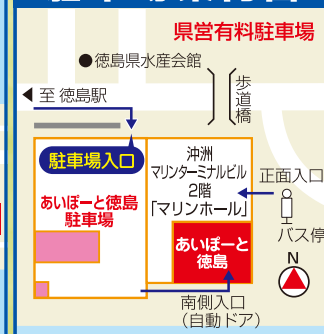 県営有料駐車場
●徳島県水産会館
◀至 徳島駅
歩道橋
駐車場入口
沖洲
マリンターミナルビル
2階
「マリンホール」
正面入口
あいぽーと徳島
駐車場
あいぽーと
徳島
バス停
N
南側入口
(自動ドア)